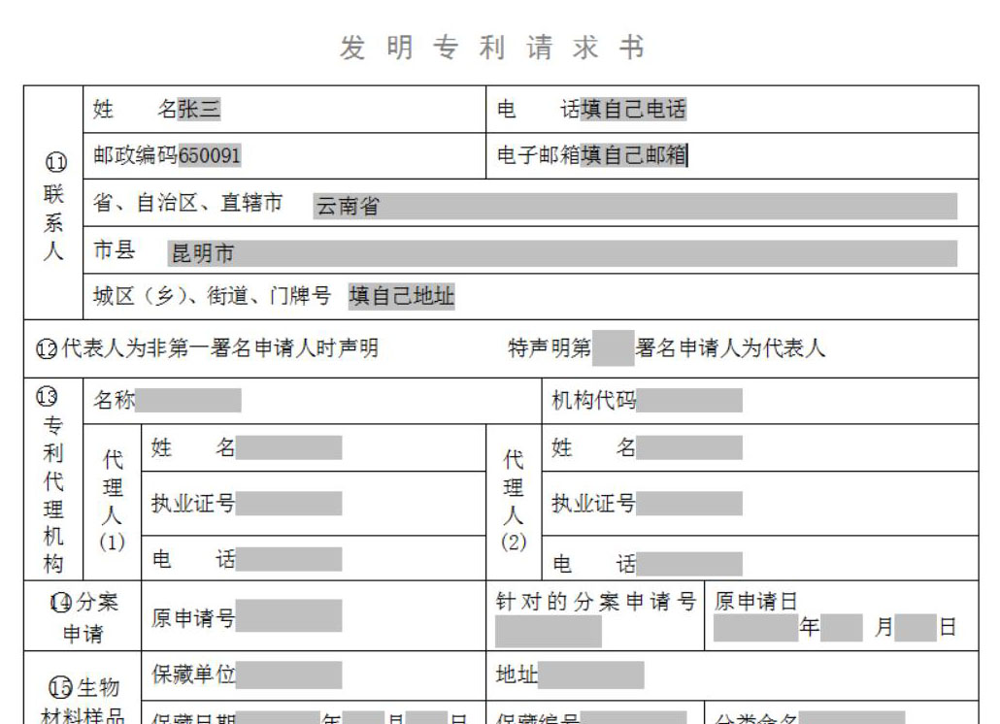 发明专利请求书
⑪联系人
姓 名张三 电 话填自己电话
邮政编码650091 电子邮箱填自己邮箱
省、自治区、直辖市 云南省
市县 昆明市
城区（乡）、街道、门牌号 填自己地址
⑫代表人为非第一署名申请人时声明 特声明第 署名申请人为代表人
⑬专利代理机构
名称 机构代码
代理人(1)
姓 名
执业证号
电 话
代理人(2)
姓 名
执业证号
电 话
⑭分案
申请
原申请号
针对的分案申请号
原申请日
年 月 日
⑮生物
材料样品
保藏单位 地址
保藏日期 年 月 日 保藏编号 分类命名